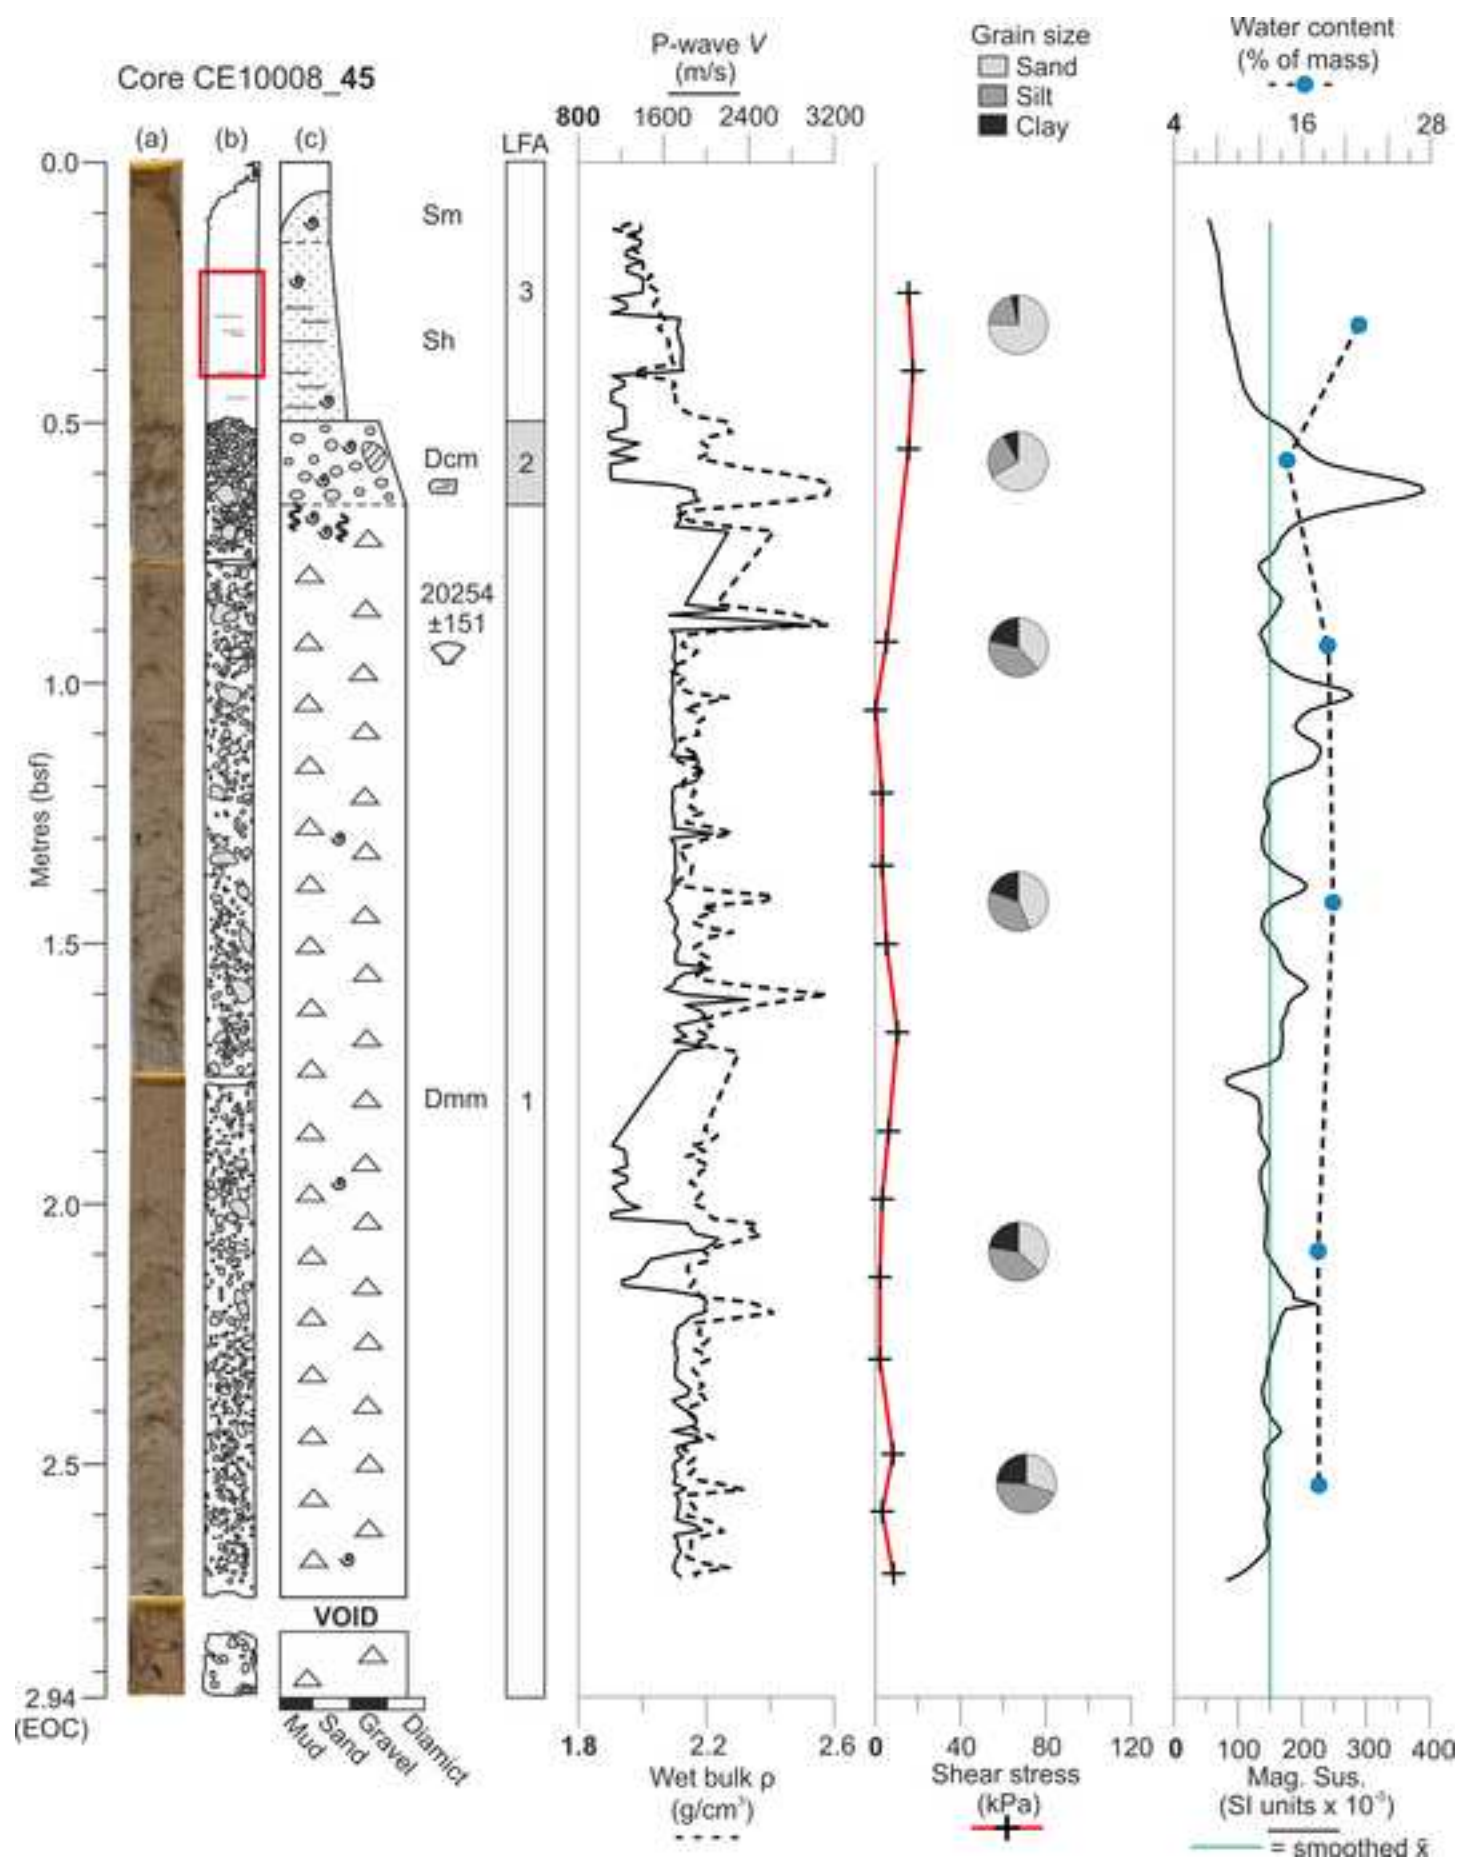 Core CE10008_45
(a) (b) (c)
LFA
P-wave V
(m/s)
800 1600 2400 3200
Grain size
Sand
Silt
Clay
Water content
(% of mass)
4 16 28
Metres (bsf)
0.0
0.5
1.0
1.5
2.0
2.5
2.94
(EOC)
Sm
Sh
Dcm
20254
±151
Dmm
3
2
1
VOID
Mud
Sand
Gravel
Diamict
1.8 2.2 2.6
Wet bulk ρ
(g/cm³)
0 40 80 120
Shear stress
(kPa)
0 100 200 300 400
Mag. Sus.
(SI units x 10⁻⁵)
= smoothed x̄